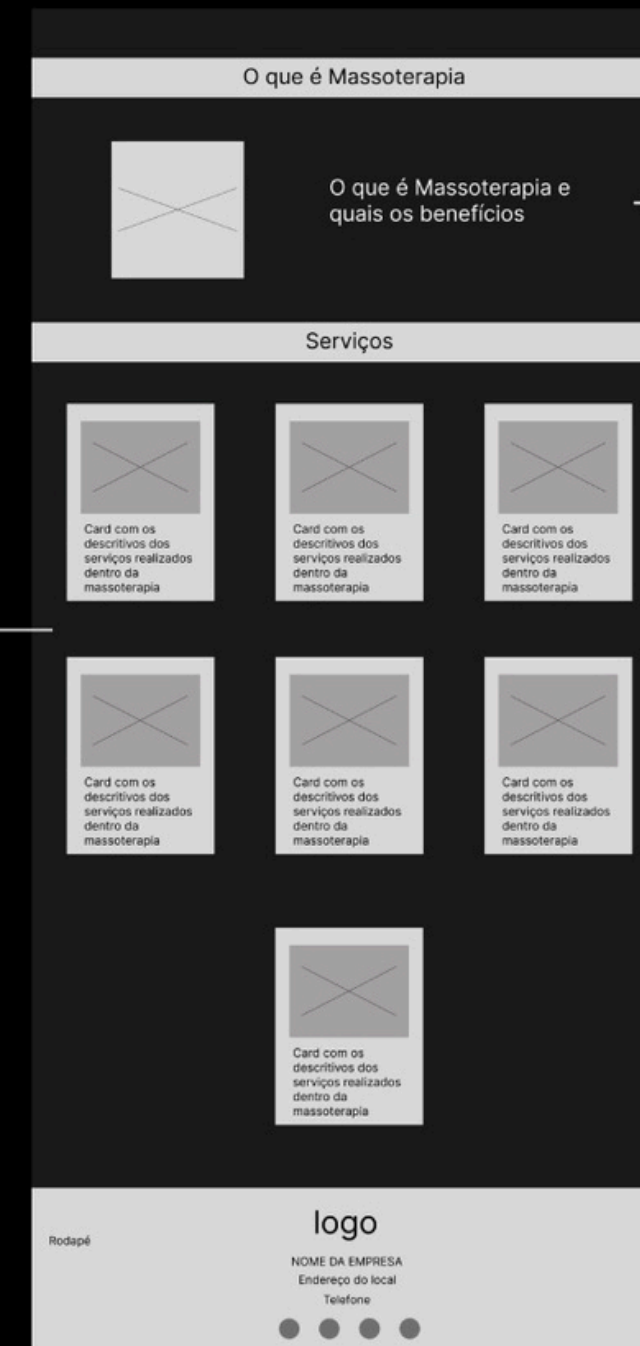 O que é Massoterapia
O que é Massoterapia e
quais os benefícios
Serviços
Card com os
descritivos dos
serviços realizados
dentro da
massoterapia
Card com os
descritivos dos
serviços realizados
dentro da
massoterapia
Card com os
descritivos dos
serviços realizados
dentro da
massoterapia
Card com os
descritivos dos
serviços realizados
dentro da
massoterapia
Card com os
descritivos dos
serviços realizados
dentro da
massoterapia
Card com os
descritivos dos
serviços realizados
dentro da
massoterapia
Card com os
descritivos dos
serviços realizados
dentro da
massoterapia
logo
Rodapé
NOME DA EMPRESA
Endereço do local
Telefone